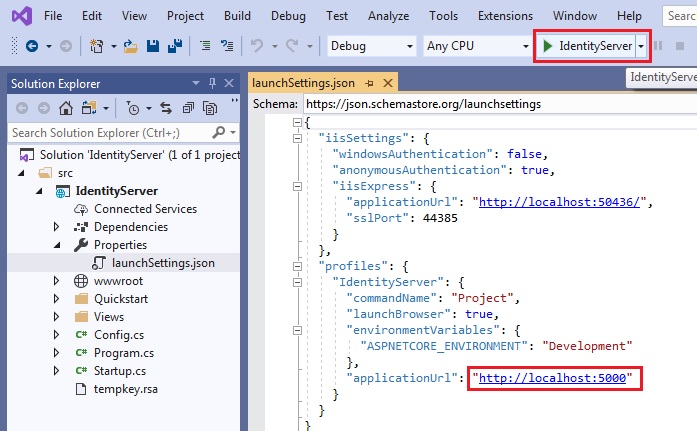 File Edit View Project Build Debug Test Analyze Tools Extensions Window Help
Debug Any CPU IdentityServer
Solution Explorer
launchSettings.json
IdentityServe
Schema: https://json.schemastore.org/launchsettings
Search Solution Explorer (Ctrl+;)
Solution 'IdentityServer' (1 of 1 project
src
IdentityServer
Connected Services
Dependencies
Properties
launchSettings.json
wwwroot
Quickstart
Views
C# Config.cs
C# Program.cs
C# Startup.cs
tempkey.rsa
{
"iisSettings": {
"windowsAuthentication": false,
"anonymousAuthentication": true,
"iisExpress": {
"applicationUrl": "http://localhost:50436/",
"sslPort": 44385
}
},
"profiles": {
"IdentityServer": {
"commandName": "Project",
"launchBrowser": true,
"environmentVariables": {
"ASPNETCORE_ENVIRONMENT": "Development"
},
"applicationUrl": "http://localhost:5000"
}
}
}